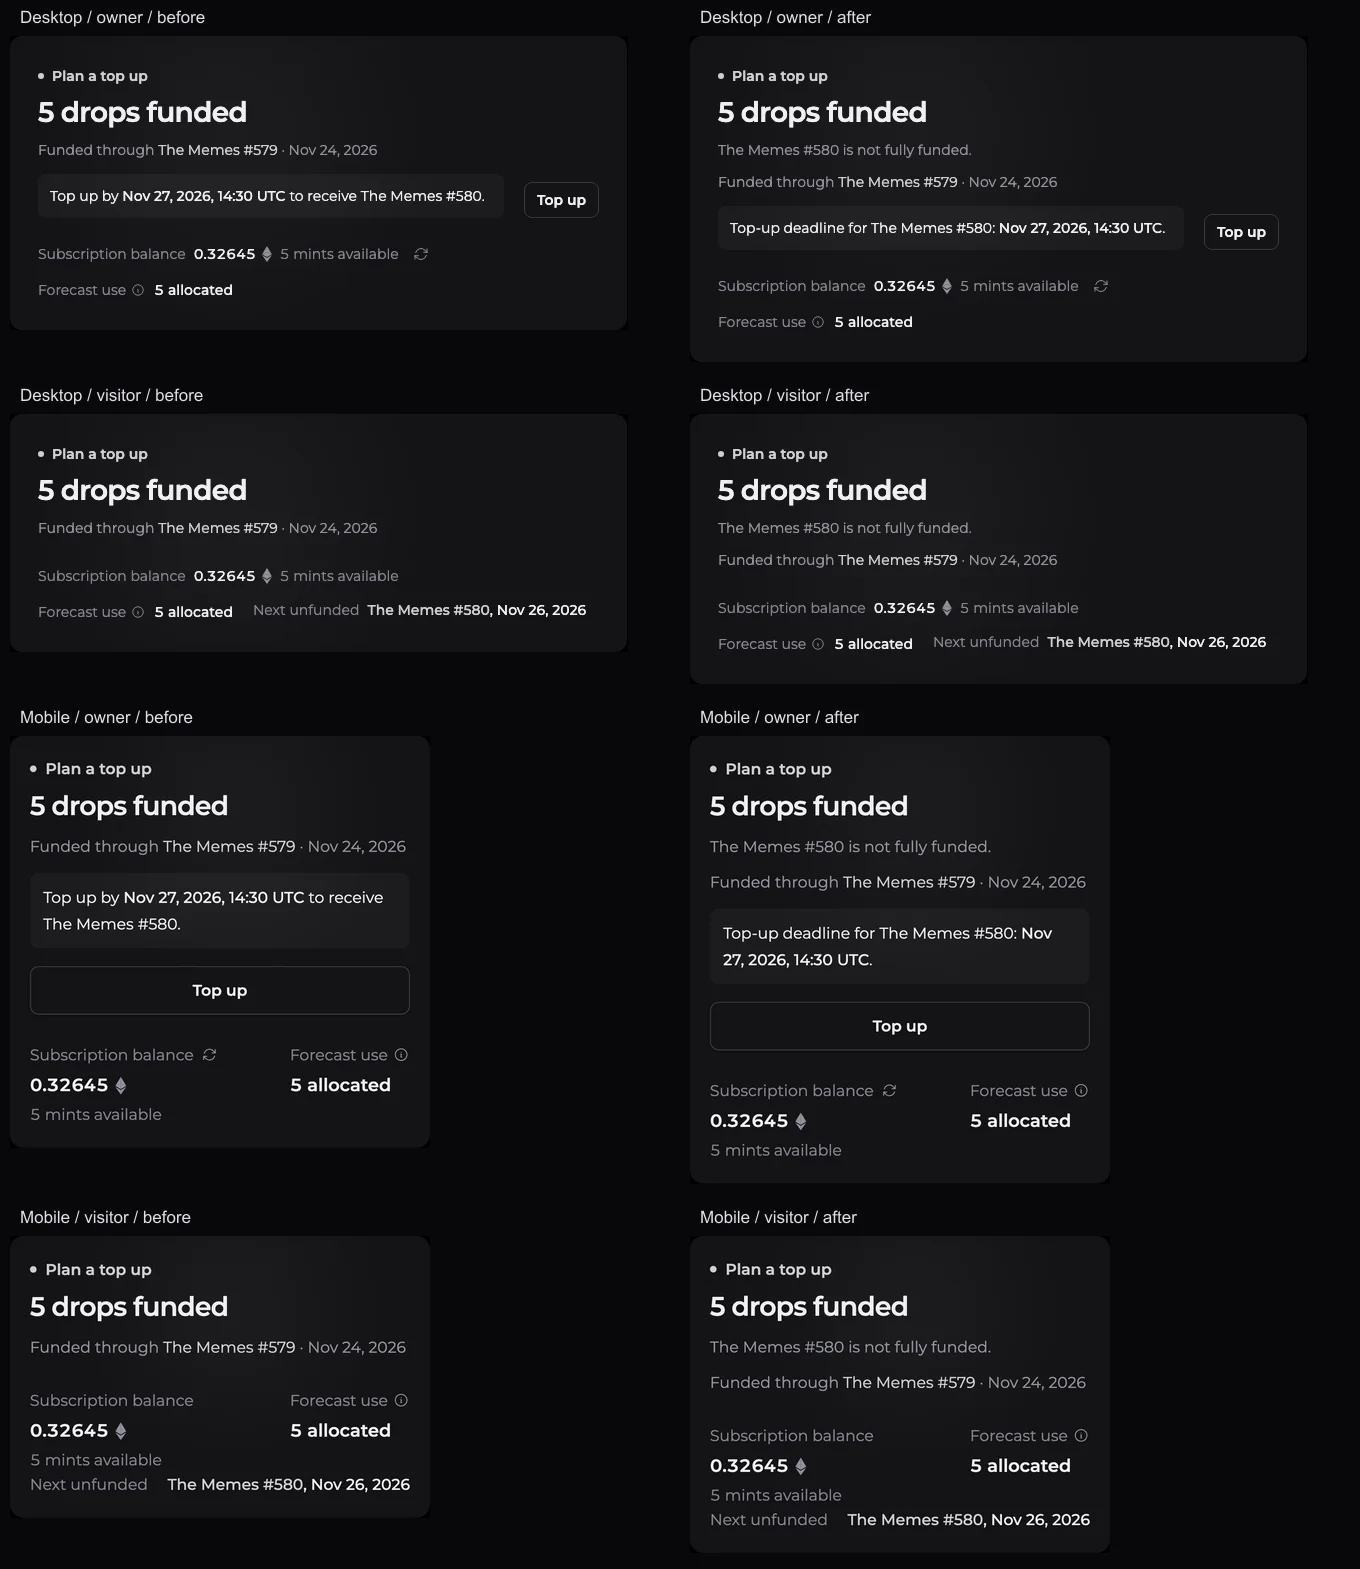 Desktop / owner / before
• Plan a top up
5 drops funded
Funded through The Memes #579 · Nov 24, 2026
Top up by Nov 27, 2026, 14:30 UTC to receive The Memes #580.
Top up
Subscription balance 0.32645 5 mints available
Forecast use 5 allocated
Desktop / owner / after
• Plan a top up
5 drops funded
The Memes #580 is not fully funded.
Funded through The Memes #579 · Nov 24, 2026
Top-up deadline for The Memes #580: Nov 27, 2026, 14:30 UTC.
Top up
Subscription balance 0.32645 5 mints available
Forecast use 5 allocated
Desktop / visitor / before
• Plan a top up
5 drops funded
Funded through The Memes #579 · Nov 24, 2026
Subscription balance 0.32645 5 mints available
Forecast use 5 allocated Next unfunded The Memes #580, Nov 26, 2026
Desktop / visitor / after
• Plan a top up
5 drops funded
The Memes #580 is not fully funded.
Funded through The Memes #579 · Nov 24, 2026
Subscription balance 0.32645 5 mints available
Forecast use 5 allocated Next unfunded The Memes #580, Nov 26, 2026
Mobile / owner / before
• Plan a top up
5 drops funded
Funded through The Memes #579 · Nov 24, 2026
Top up by Nov 27, 2026, 14:30 UTC to receive
The Memes #580.
Top up
Subscription balance Forecast use
0.32645 5 allocated
5 mints available
Mobile / owner / after
• Plan a top up
5 drops funded
The Memes #580 is not fully funded.
Funded through The Memes #579 · Nov 24, 2026
Top-up deadline for The Memes #580: Nov
27, 2026, 14:30 UTC.
Top up
Subscription balance Forecast use
0.32645 5 allocated
5 mints available
Mobile / visitor / before
• Plan a top up
5 drops funded
Funded through The Memes #579 · Nov 24, 2026
Subscription balance Forecast use
0.32645 5 allocated
5 mints available
Next unfunded The Memes #580, Nov 26, 2026
Mobile / visitor / after
• Plan a top up
5 drops funded
The Memes #580 is not fully funded.
Funded through The Memes #579 · Nov 24, 2026
Subscription balance Forecast use
0.32645 5 allocated
5 mints available
Next unfunded The Memes #580, Nov 26, 2026